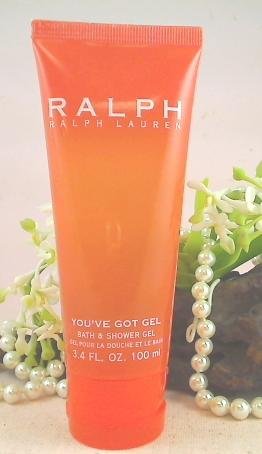 RALPH
RALPH LAUREN
YOU'VE GOT GEL
BATH & SHOWER GEL
GEL POUR LA DOUCHE ET LE BAIN
3.4 FL. OZ. 100 ml